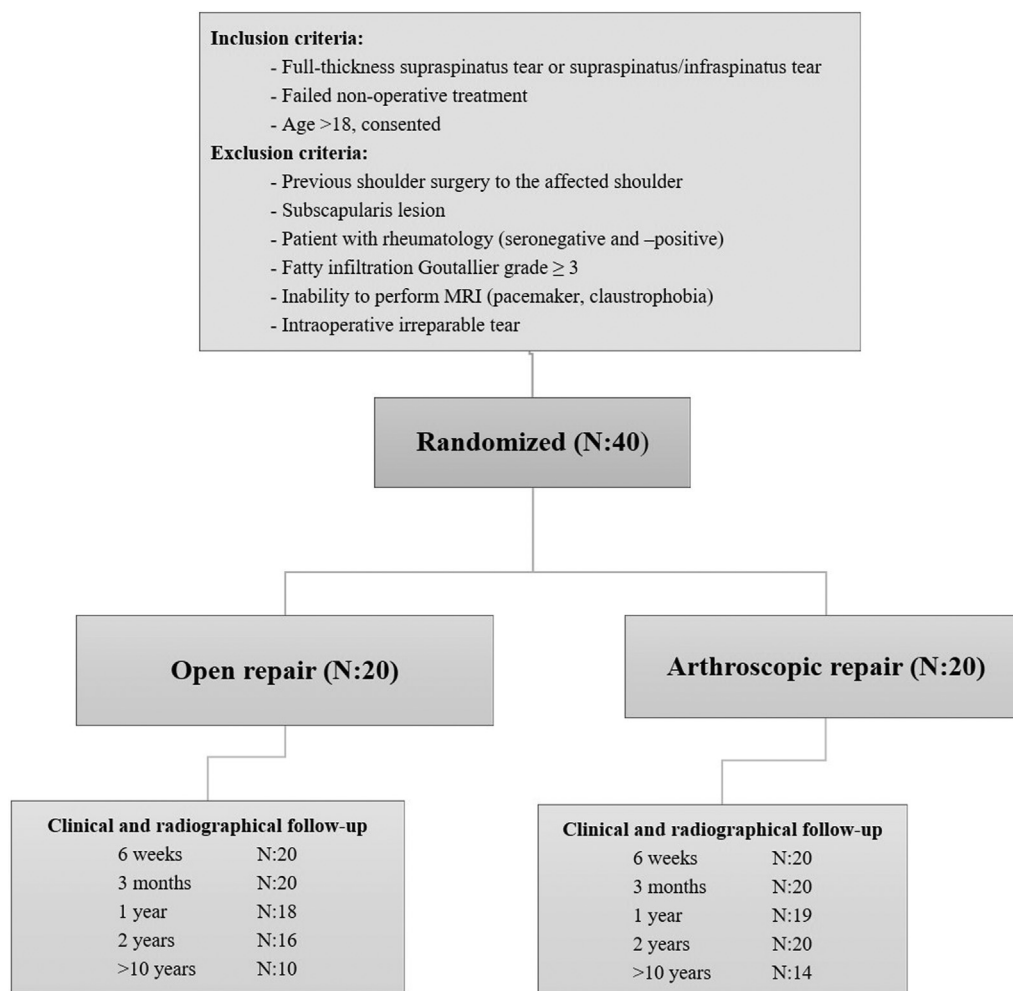 Inclusion criteria:
- Full-thickness supraspinatus tear or supraspinatus/infraspinatus tear
- Failed non-operative treatment
- Age >18, consented
Exclusion criteria:
- Previous shoulder surgery to the affected shoulder
- Subscapularis lesion
- Patient with rheumatology (seronegative and –positive)
- Fatty infiltration Goutallier grade ≥ 3
- Inability to perform MRI (pacemaker, claustrophobia)
- Intraoperative irreparable tear
Randomized (N:40)
Open repair (N:20)
Arthroscopic repair (N:20)
Clinical and radiographical follow-up
6 weeks N:20
3 months N:20
1 year N:18
2 years N:16
>10 years N:10
Clinical and radiographical follow-up
6 weeks N:20
3 months N:20
1 year N:19
2 years N:20
>10 years N:14